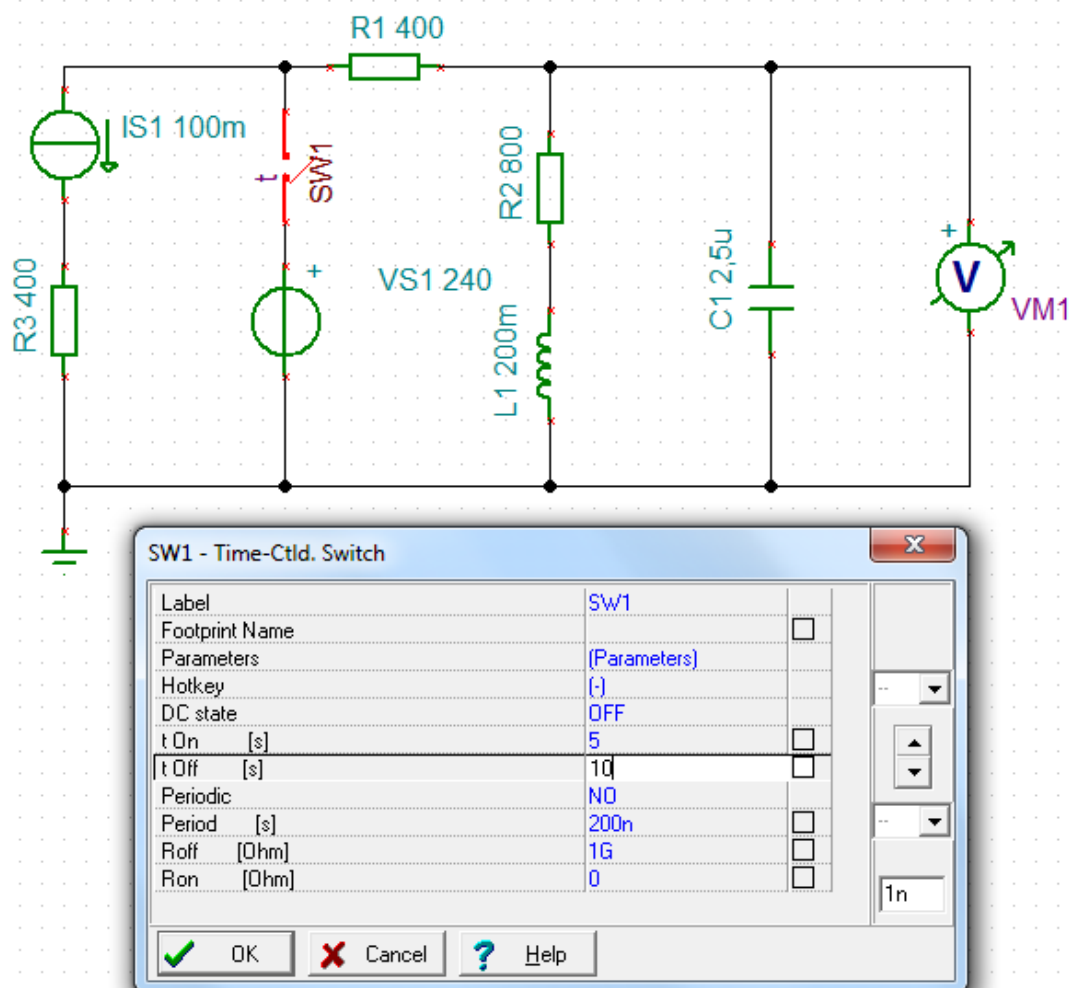 R1 400
IS1 100m
t
SW1
R2 800
R3 400
+
VS1 240
L1 200m
C1 2,5u
+
V
VM1
SW1 - Time-Ctld. Switch
Label SW1
Footprint Name
Parameters (Parameters)
Hotkey (-)
DC state OFF
t On [s] 5
t Off [s] 10
Periodic NO
Period [s] 200n
Roff [Ohm] 1G
Ron [Ohm] 0
--
--
1n
OK Cancel ? Help